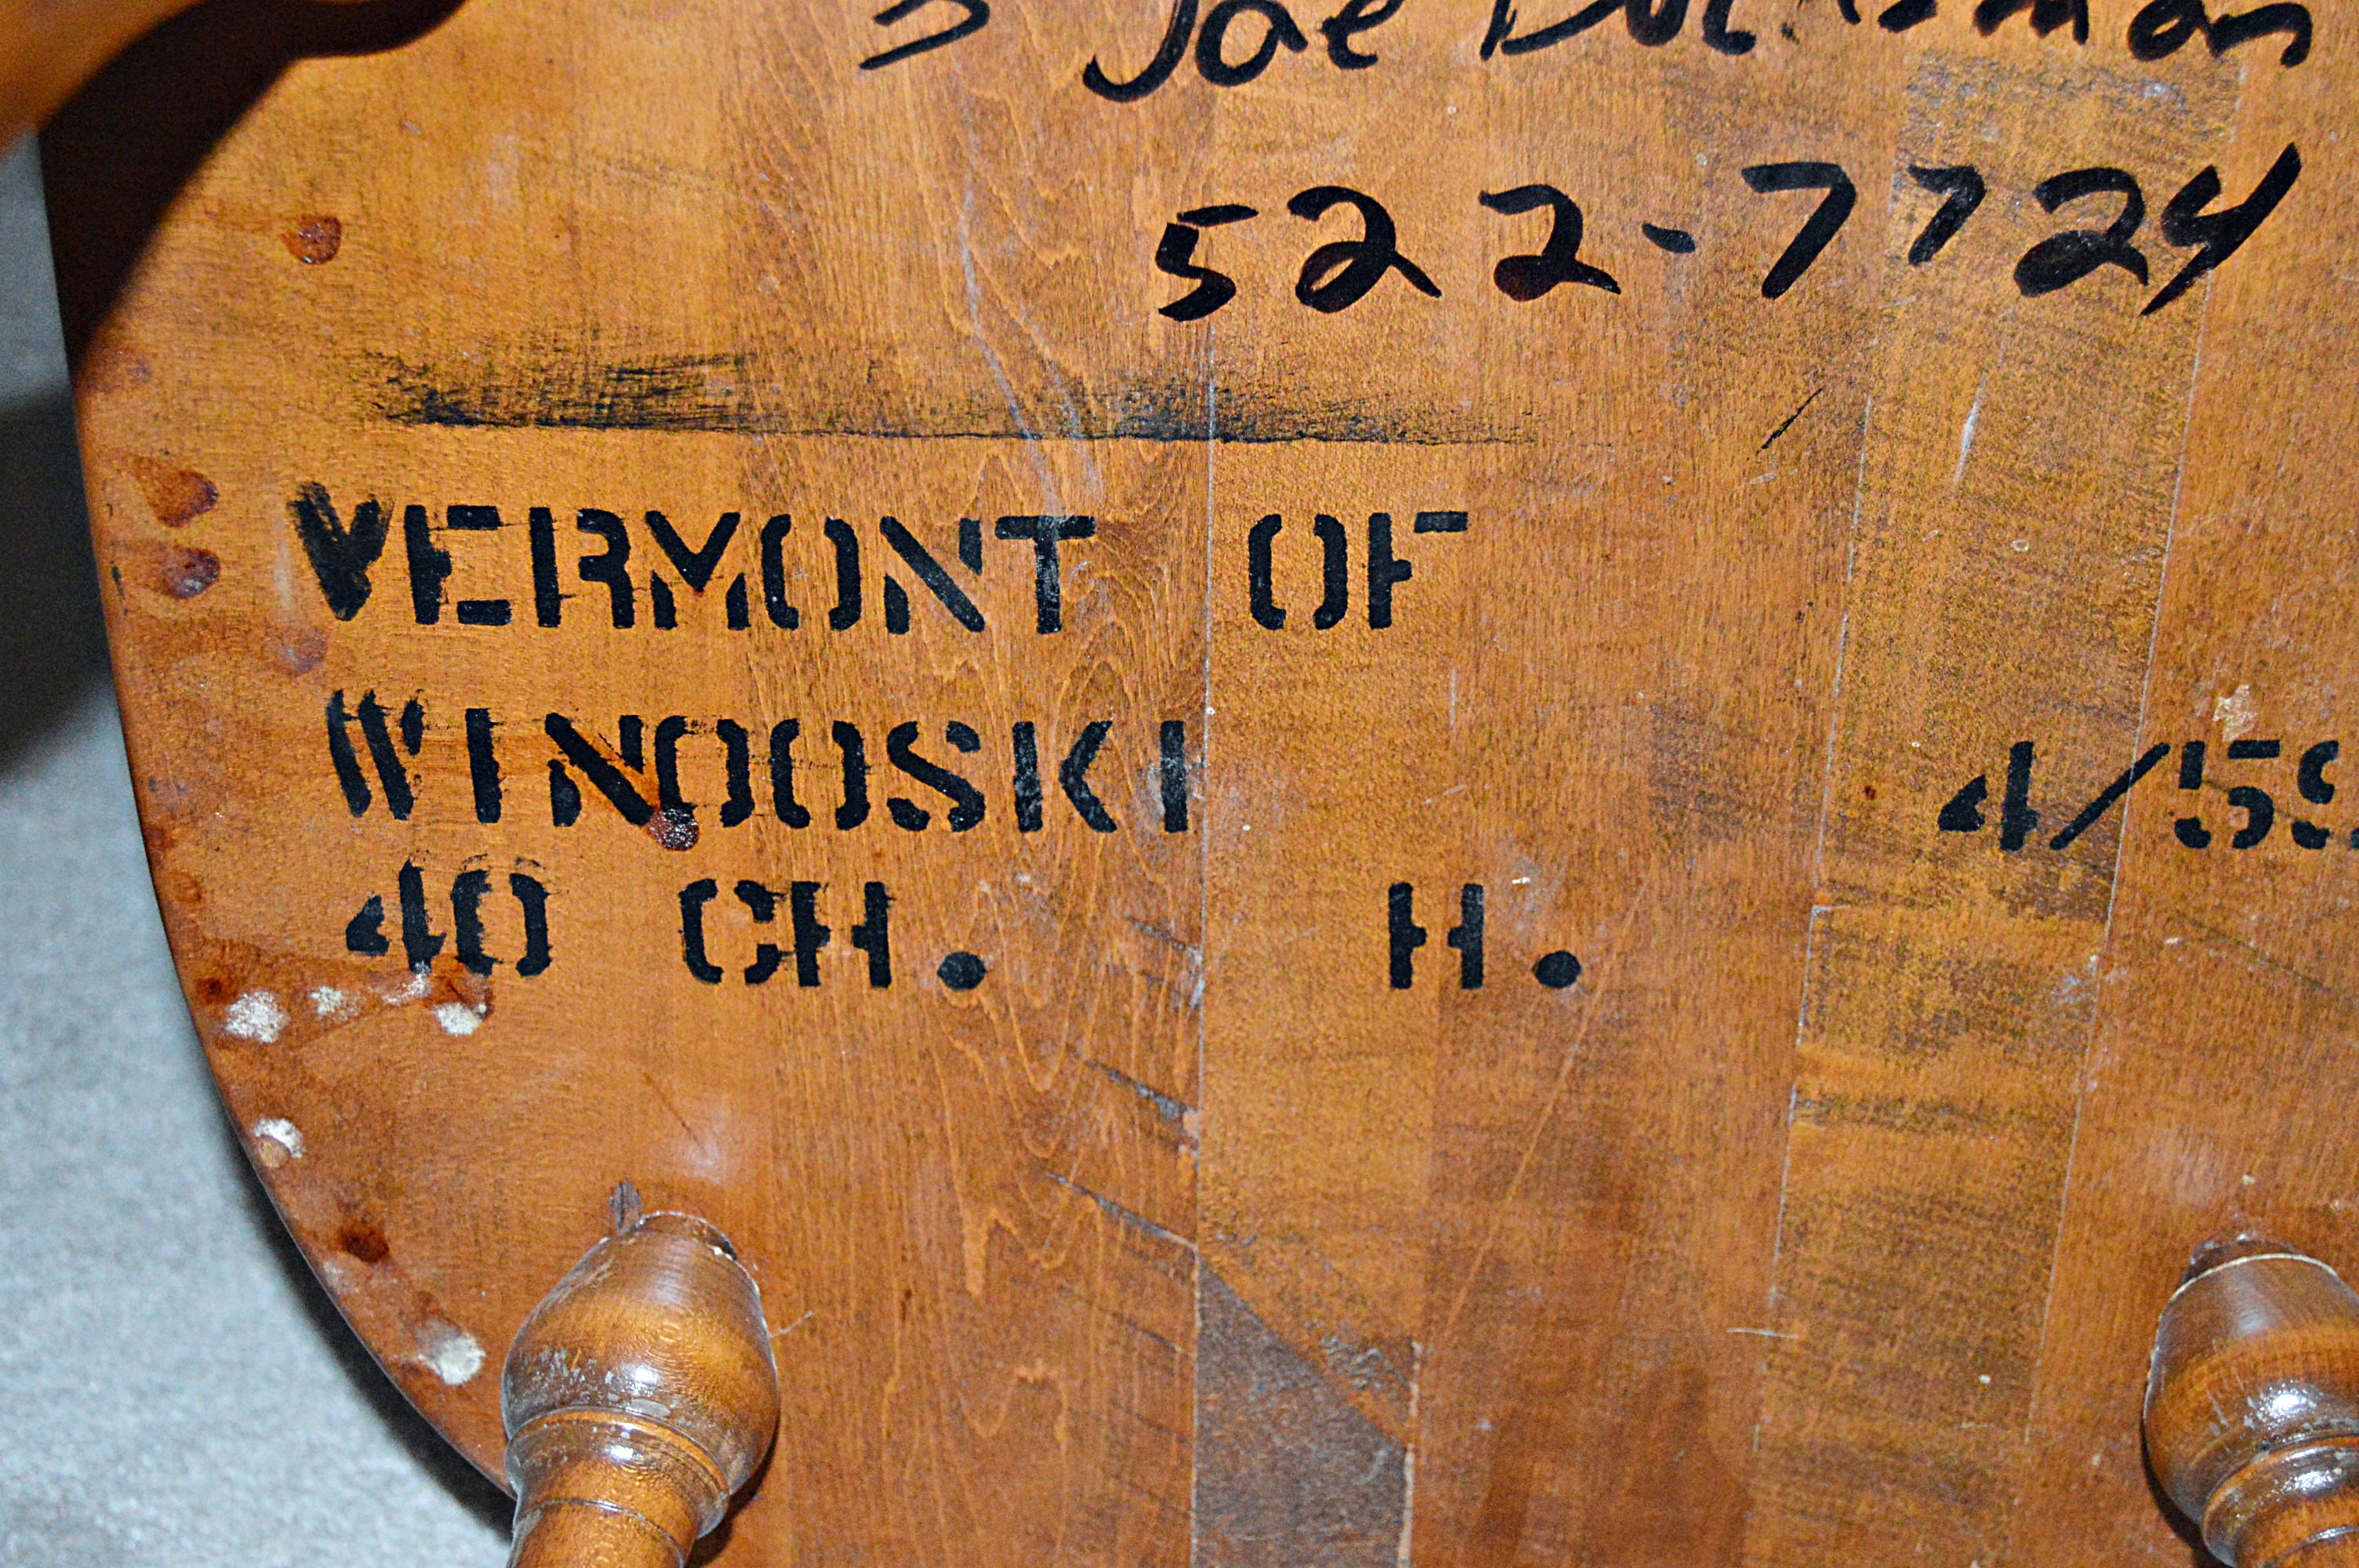 Joe
522-7724
VERMONT OF
WINOOSKI 4/59
40 CH. H.